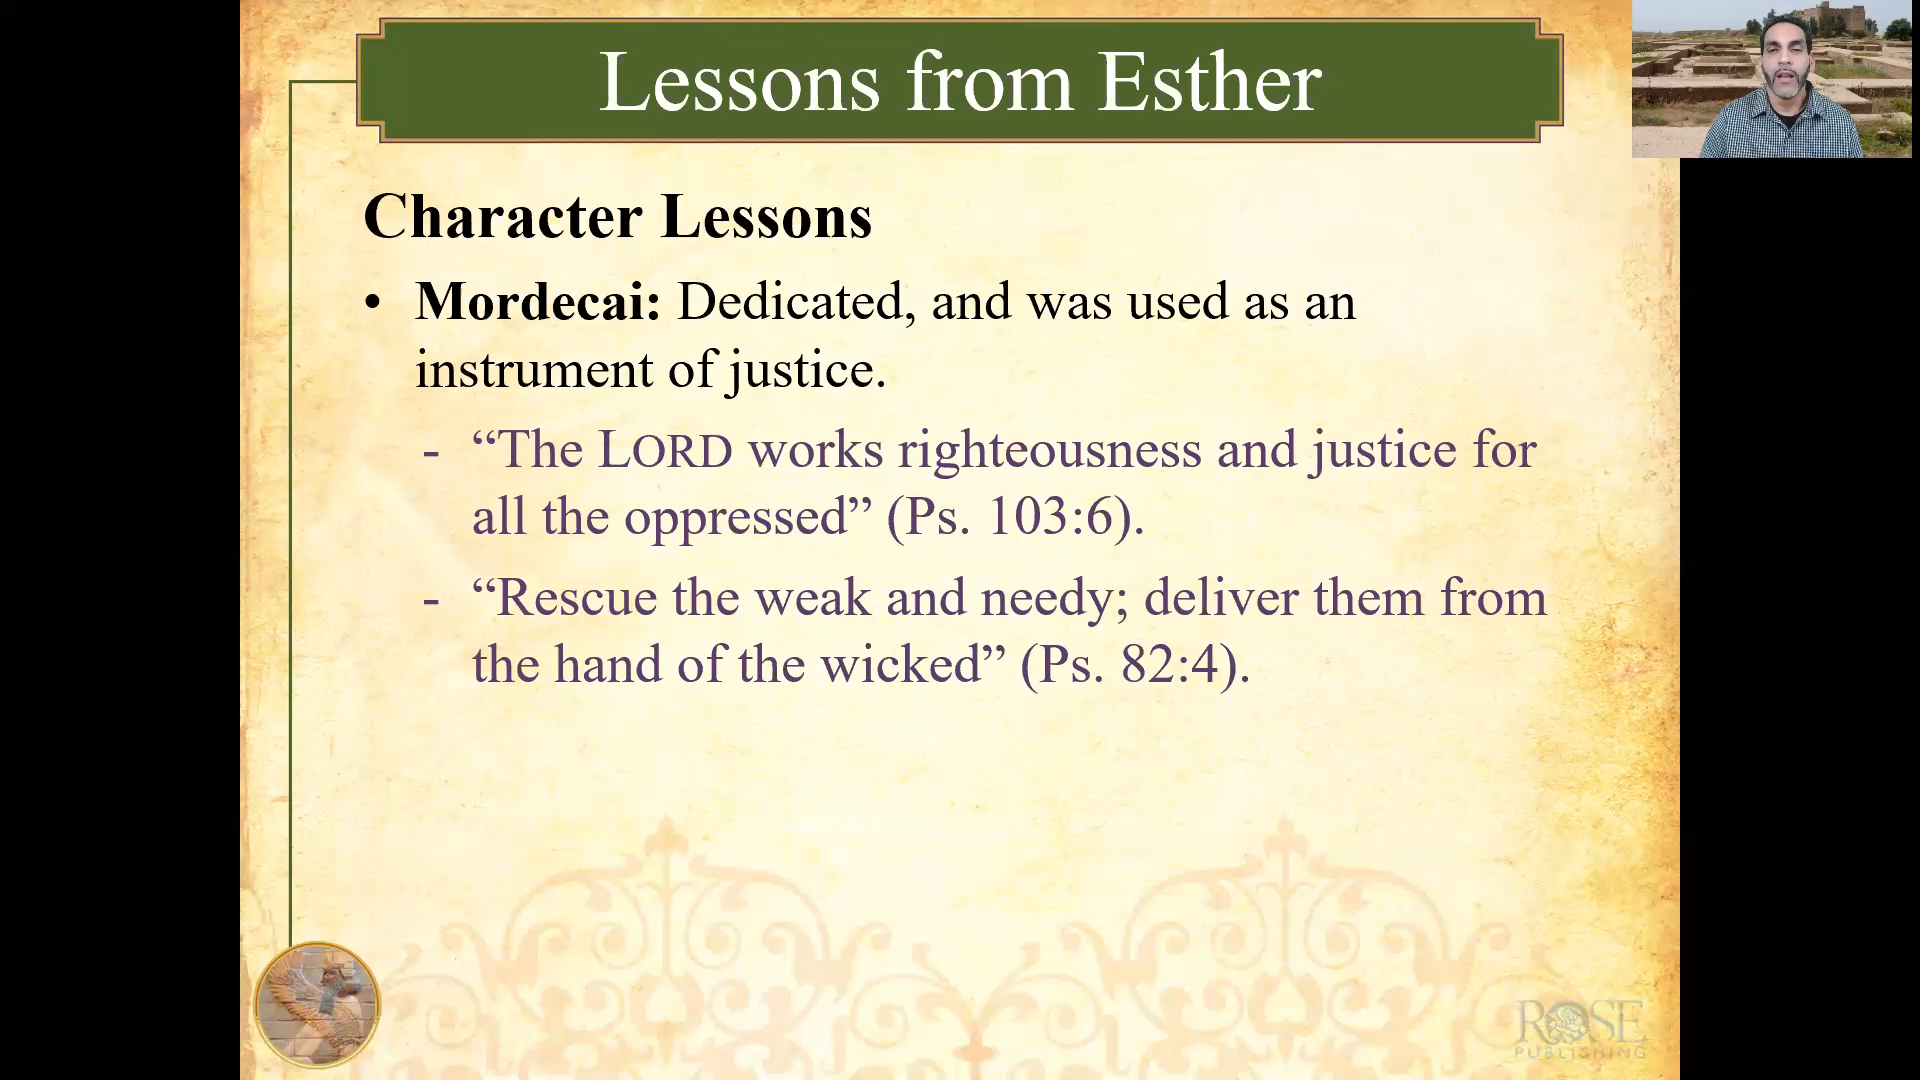 Lessons from Esther
Character Lessons
• Mordecai: Dedicated, and was used as an
instrument of justice.
- “The LORD works righteousness and justice for
all the oppressed” (Ps. 103:6).
- “Rescue the weak and needy; deliver them from
the hand of the wicked” (Ps. 82:4).
ROSE
PUBLISHING